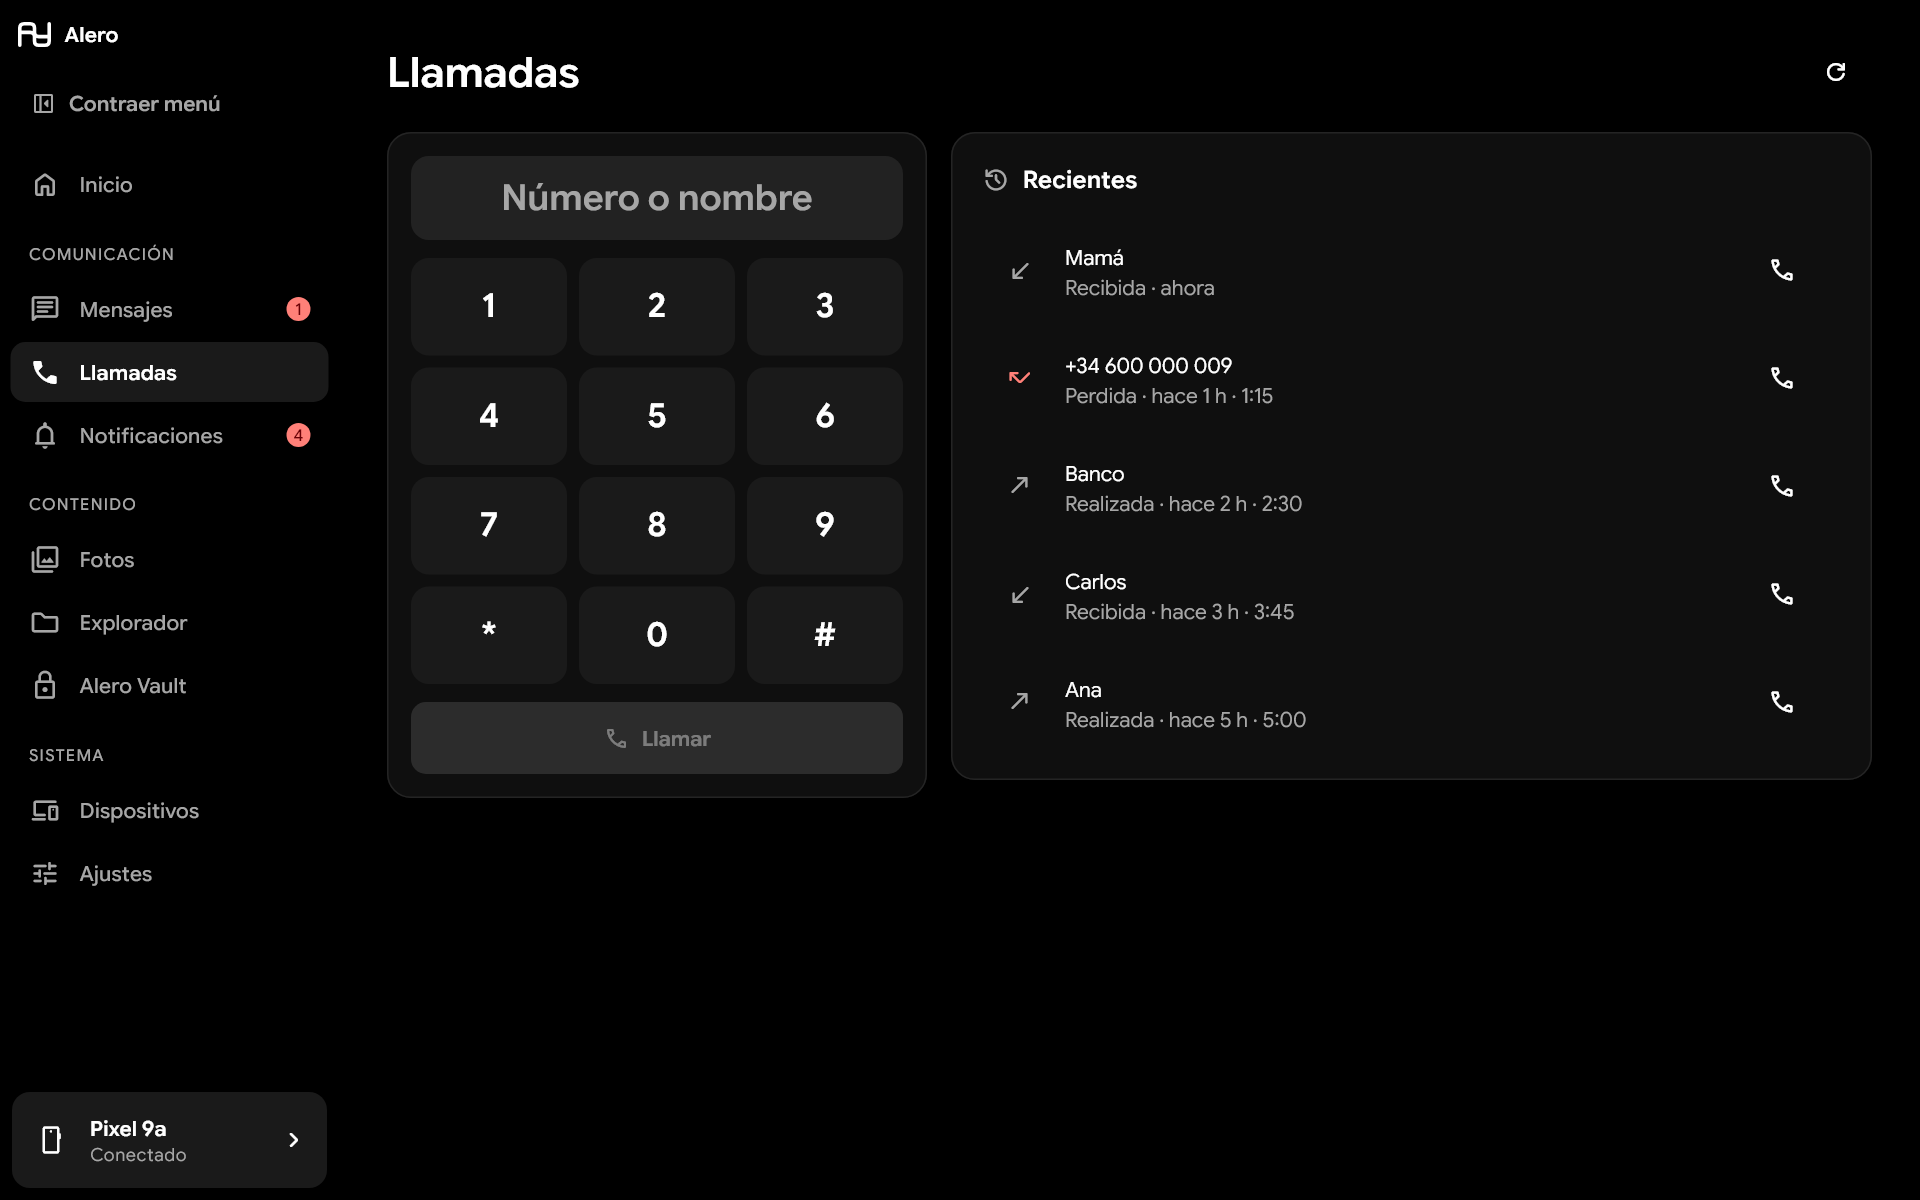 Alero
Contraer menú
Inicio
COMUNICACIÓN
Mensajes 1
Llamadas
Notificaciones 4
CONTENIDO
Fotos
Explorador
Alero Vault
SISTEMA
Dispositivos
Ajustes
Pixel 9a
Conectado
Llamadas
Número o nombre
1 2 3
4 5 6
7 8 9
* 0 #
Llamar
Recientes
Mamá
Recibida · ahora
+34 600 000 009
Perdida · hace 1 h · 1:15
Banco
Realizada · hace 2 h · 2:30
Carlos
Recibida · hace 3 h · 3:45
Ana
Realizada · hace 5 h · 5:00